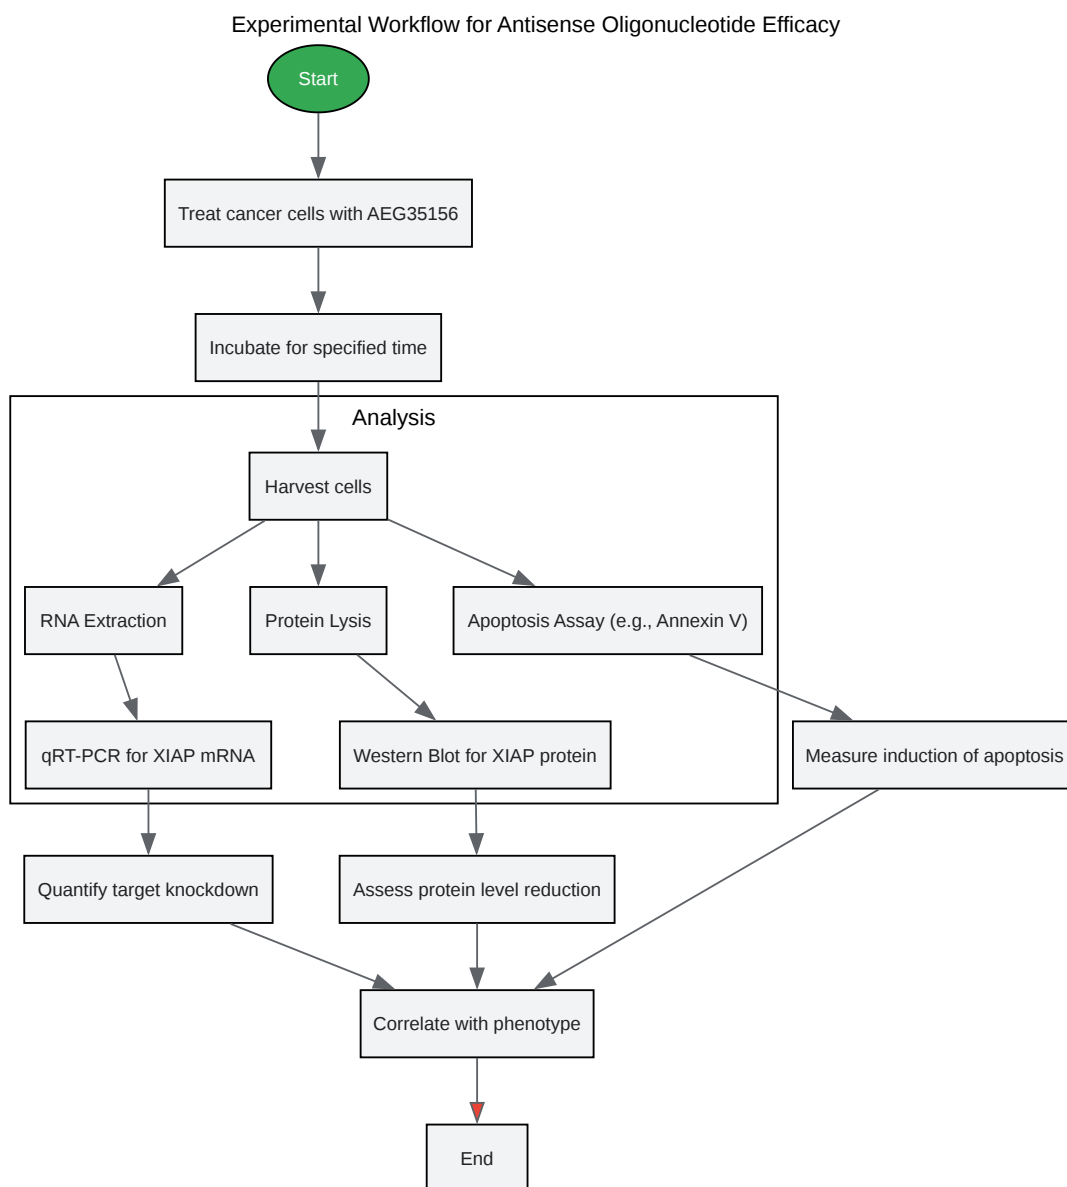 Experimental Workflow for Antisense Oligonucleotide Efficacy
Start
Treat cancer cells with AEG35156
Incubate for specified time
Analysis
Harvest cells
RNA Extraction
Protein Lysis
Apoptosis Assay (e.g., Annexin V)
qRT-PCR for XIAP mRNA
Western Blot for XIAP protein
Measure induction of apoptosis
Quantify target knockdown
Assess protein level reduction
Correlate with phenotype
End